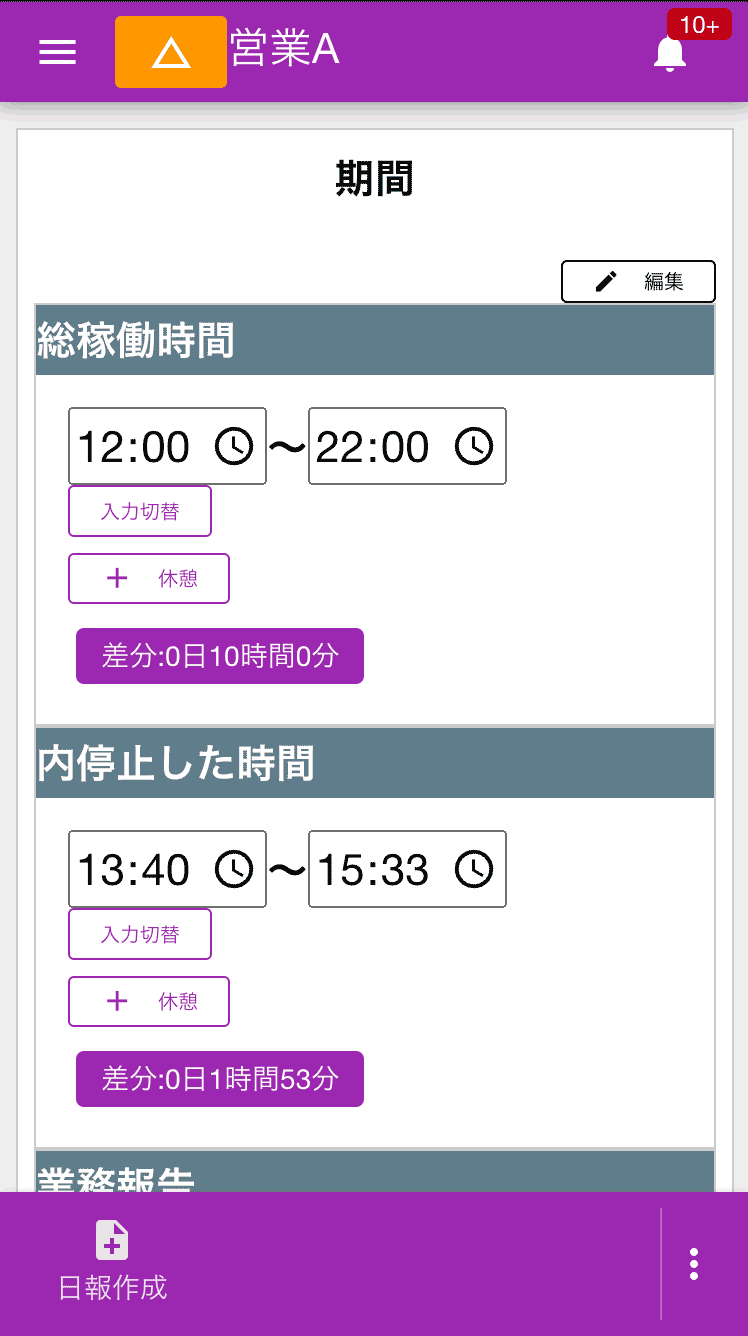 営業A
10+
期間
編集
総稼働時間
12:00 〜 22:00
入力切替
+ 休憩
差分:0日10時間0分
内停止した時間
13:40 〜 15:33
入力切替
+ 休憩
差分:0日1時間53分
業務報告
日報作成